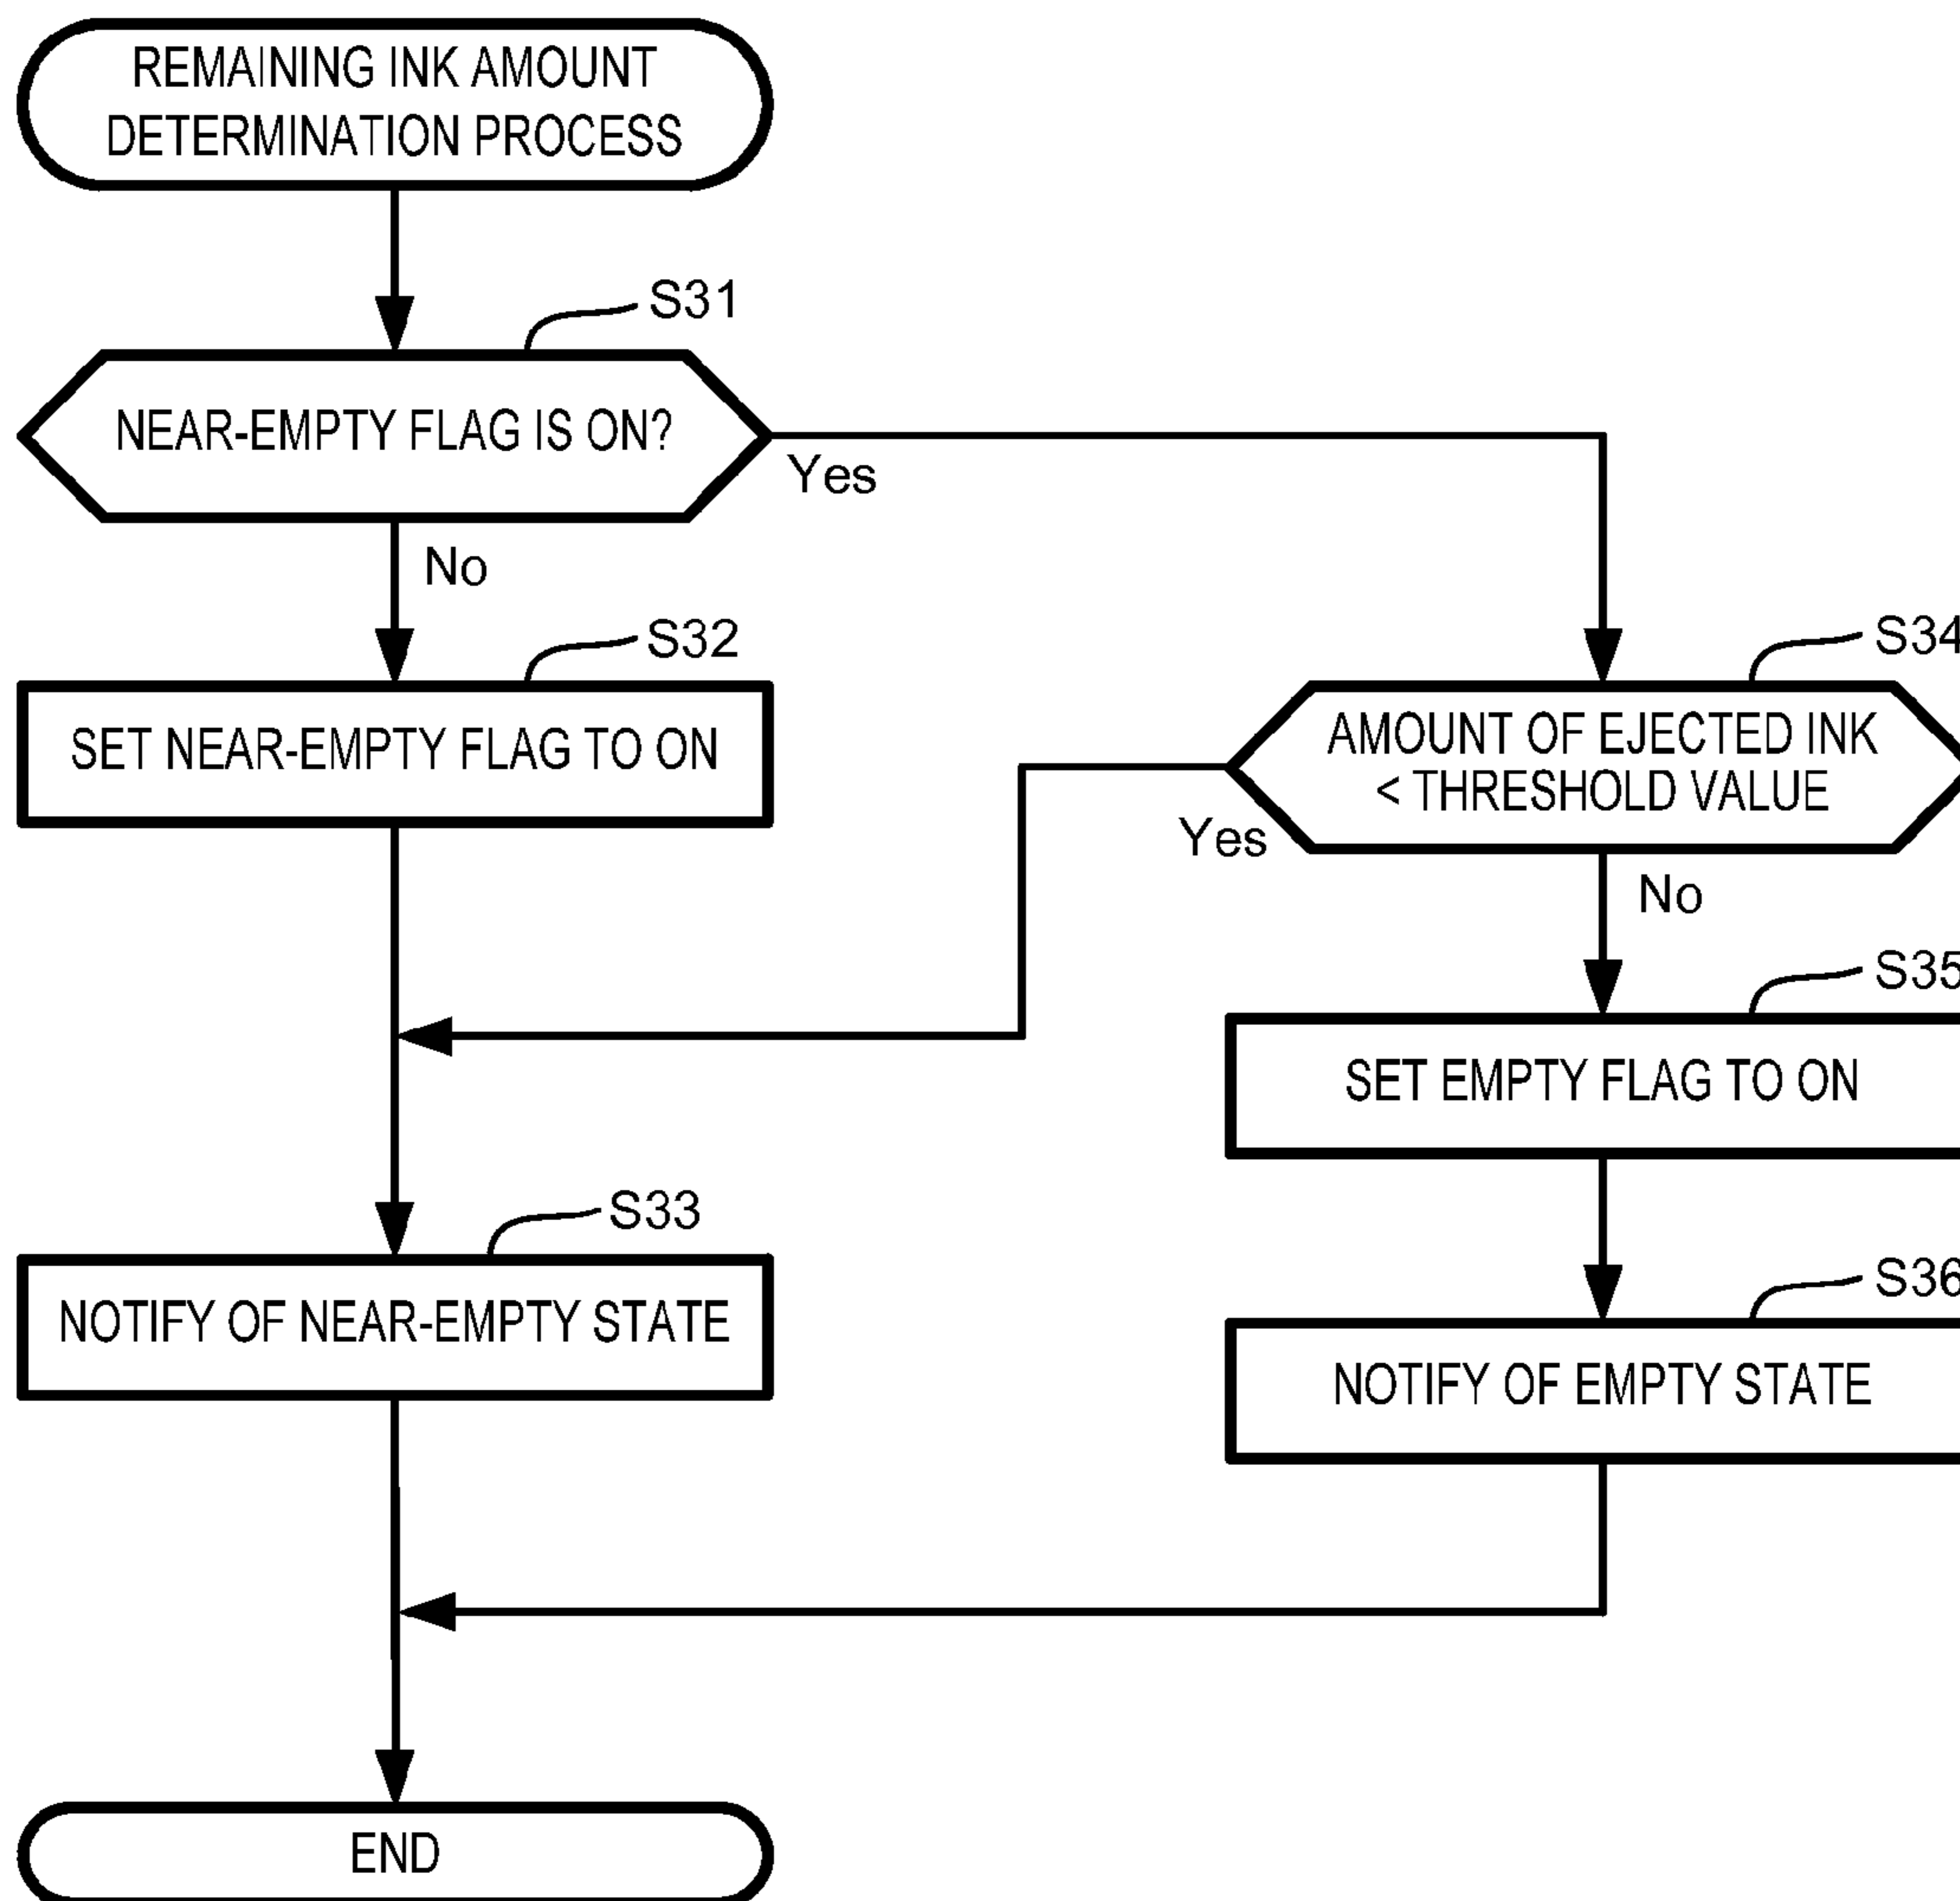 REMAINING INK AMOUNT
DETERMINATION PROCESS
S31
NEAR-EMPTY FLAG IS ON?
Yes
No
S32
SET NEAR-EMPTY FLAG TO ON
S34
AMOUNT OF EJECTED INK
< THRESHOLD VALUE
Yes
No
S35
SET EMPTY FLAG TO ON
S33
NOTIFY OF NEAR-EMPTY STATE
S36
NOTIFY OF EMPTY STATE
END